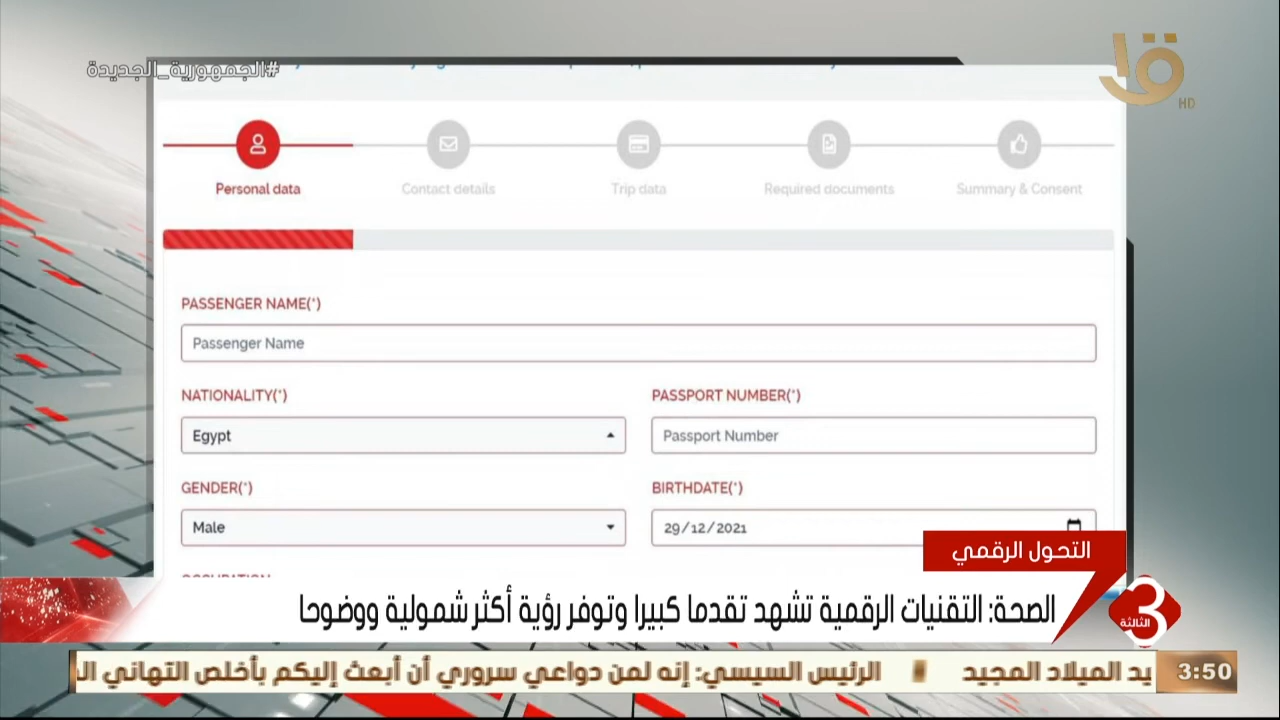 #الجمهورية_الجديدة
HD
Personal data
Contact details
Trip data
Required documents
Summary & Consent
PASSENGER NAME(*)
Passenger Name
NATIONALITY(*)
PASSPORT NUMBER(*)
Egypt
Passport Number
GENDER(*)
BIRTHDATE(*)
Male
29/12/2021
التحول الرقمي
الصحة: التقنيات الرقمية تشهد تقدما كبيرا وتوفر رؤية أكثر شمولية ووضوحا
3
الثالثة
3:50
يد الميلاد المجيد
الرئيس السيسي: إنه لمن دواعي سروري أن أبعث إليكم بأخلص التهاني